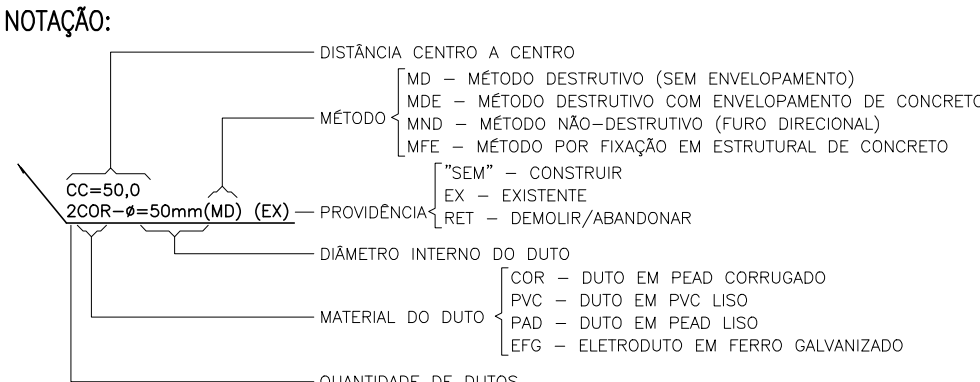 NOTAÇÃO:
DISTÂNCIA CENTRO A CENTRO
MD – MÉTODO DESTRUTIVO (SEM ENVELOPAMENTO)
MDE – MÉTODO DESTRUTIVO COM ENVELOPAMENTO DE CONCRETO
MÉTODO
MND – MÉTODO NÃO–DESTRUTIVO (FURO DIRECIONAL)
MFE – MÉTODO POR FIXAÇÃO EM ESTRUTURAL DE CONCRETO
"SEM" – CONSTRUIR
CC=50,0
EX – EXISTENTE
2COR–ø=50mm(MD) (EX)
PROVIDÊNCIA
RET – DEMOLIR/ABANDONAR
DIÂMETRO INTERNO DO DUTO
COR – DUTO EM PEAD CORRUGADO
PVC – DUTO EM PVC LISO
MATERIAL DO DUTO
PAD – DUTO EM PEAD LISO
EFG – ELETRODUTO EM FERRO GALVANIZADO
QUANTIDADE DE DUTOS